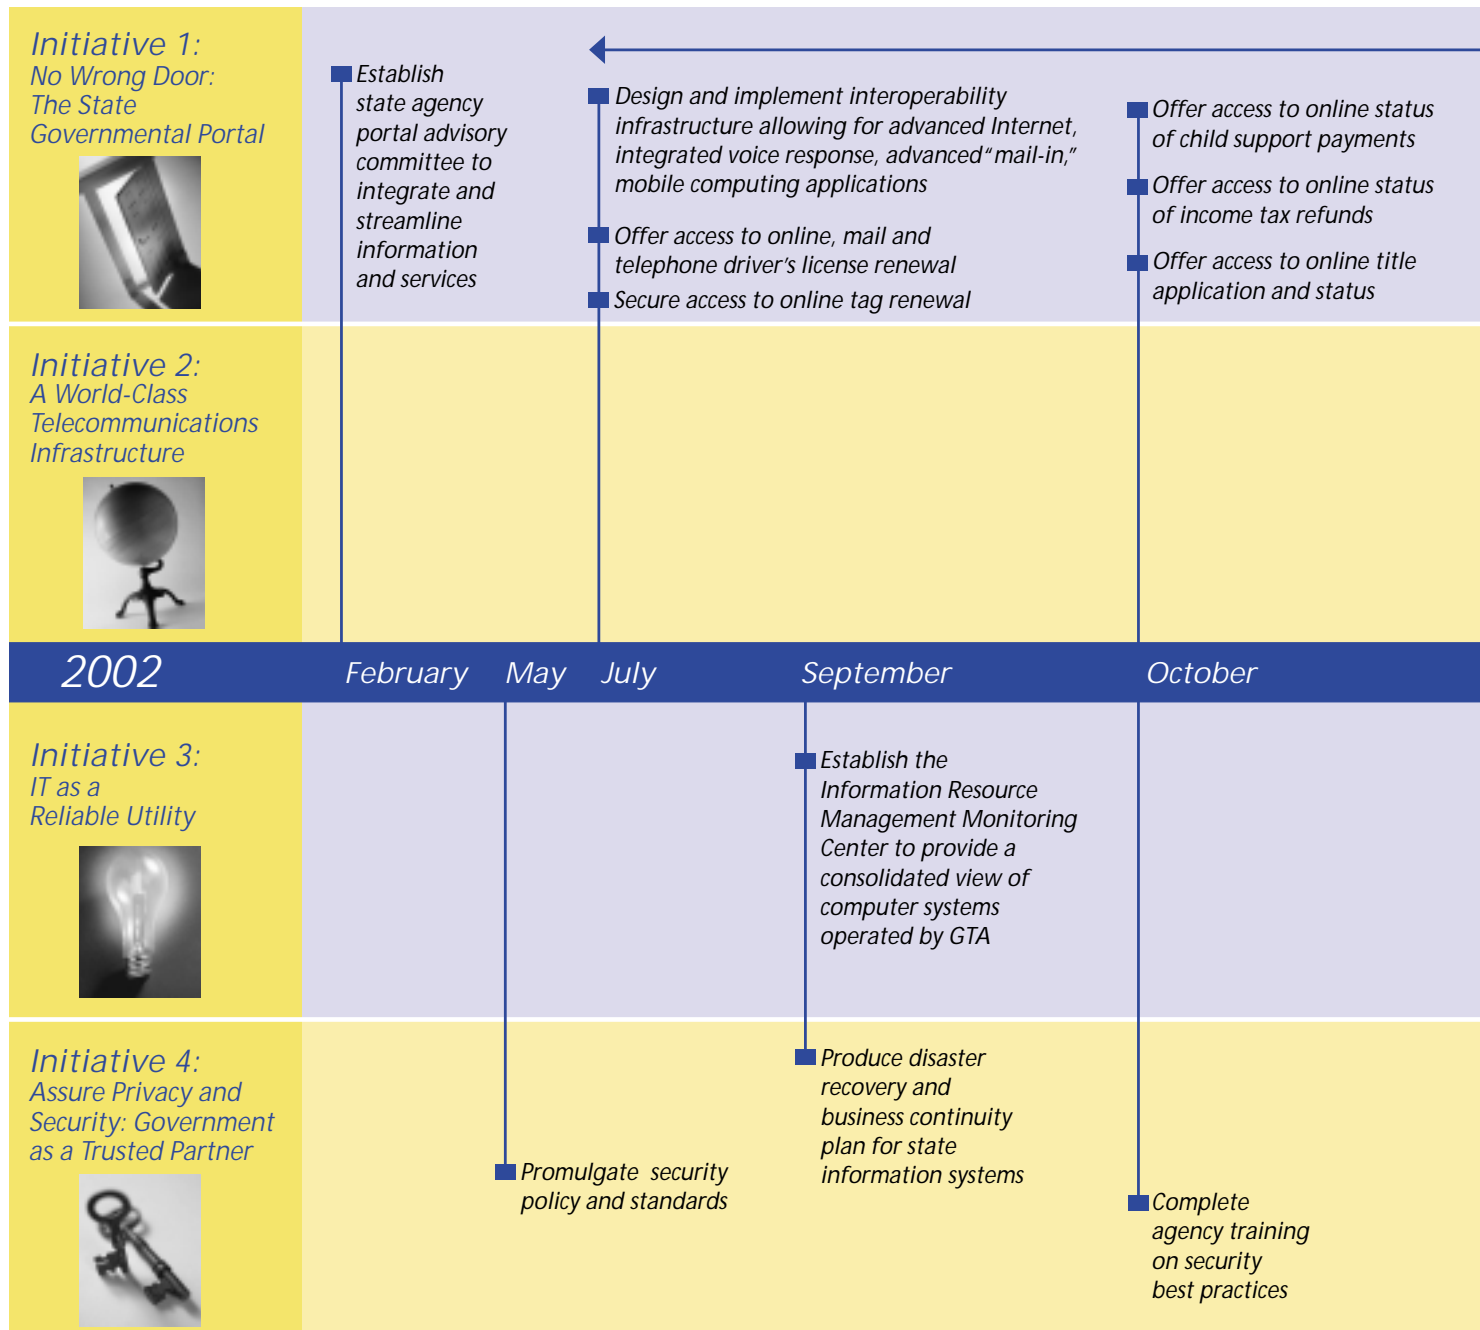 Initiative 1:
No Wrong Door:
The State
Governmental Portal
Establish
state agency
portal advisory
committee to
integrate and
streamline
information
and services
Design and implement interoperability
infrastructure allowing for advanced Internet,
integrated voice response, advanced “mail-in,”
mobile computing applications
Offer access to online, mail and
telephone driver’s license renewal
Secure access to online tag renewal
Offer access to online status
of child support payments
Offer access to online status
of income tax refunds
Offer access to online title
application and status
Initiative 2:
A World-Class
Telecommunications
Infrastructure
2002 February May July September October
Initiative 3:
IT as a
Reliable Utility
Establish the
Information Resource
Management Monitoring
Center to provide a
consolidated view of
computer systems
operated by GTA
Initiative 4:
Assure Privacy and
Security: Government
as a Trusted Partner
Promulgate security
policy and standards
Produce disaster
recovery and
business continuity
plan for state
information systems
Complete
agency training
on security
best practices